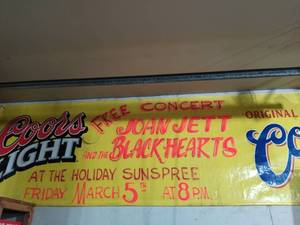 Coors
LIGHT
FREE CONCERT
JOAN JETT
AND THE BLACKHEARTS
AT THE HOLIDAY SUNSPREE
FRIDAY MARCH 5TH AT 8 P.M.
ORIGINAL
Co